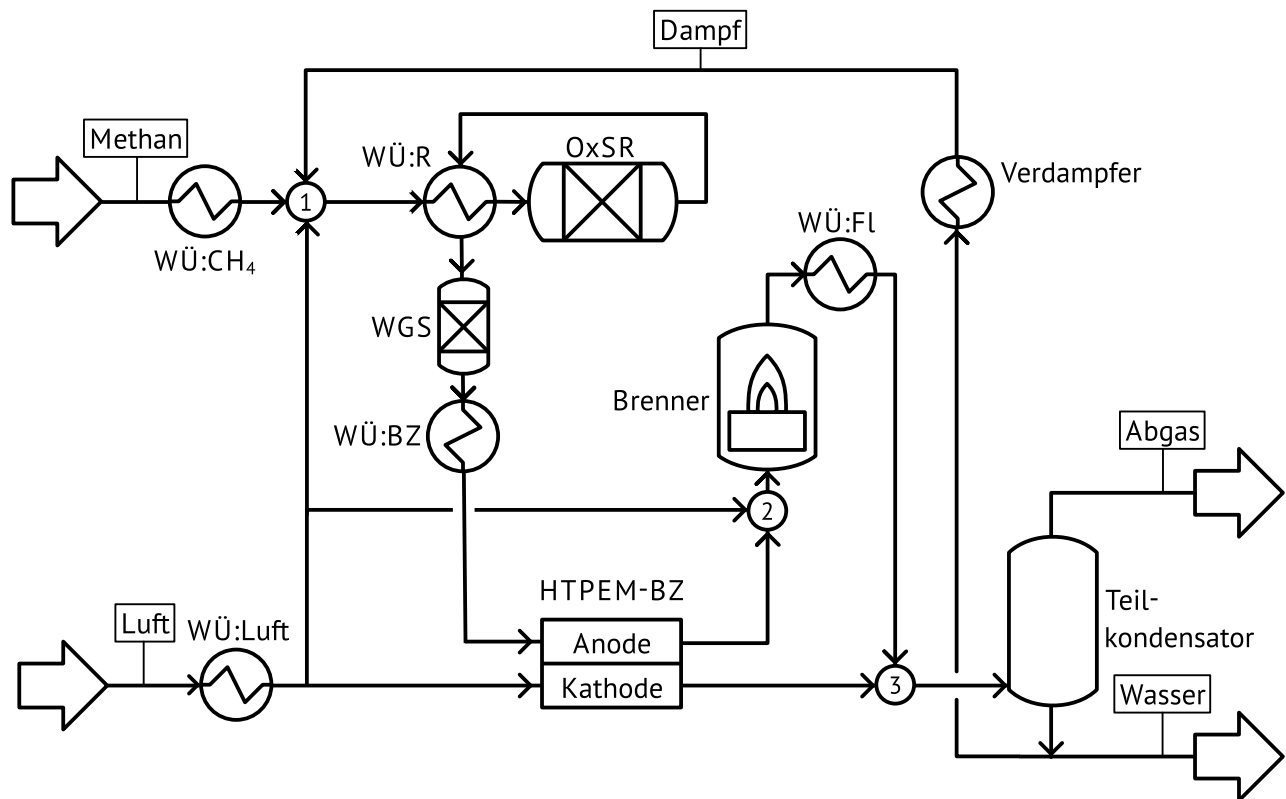 Dampf
Methan
WÜ:R
OxSR
Verdampfer
1
WÜ:Fl
WÜ:CH₄
WGS
Brenner
WÜ:BZ
Abgas
2
HTPEM-BZ
Luft
WÜ:Luft
Anode
Kathode
3
Teil-
kondensator
Wasser